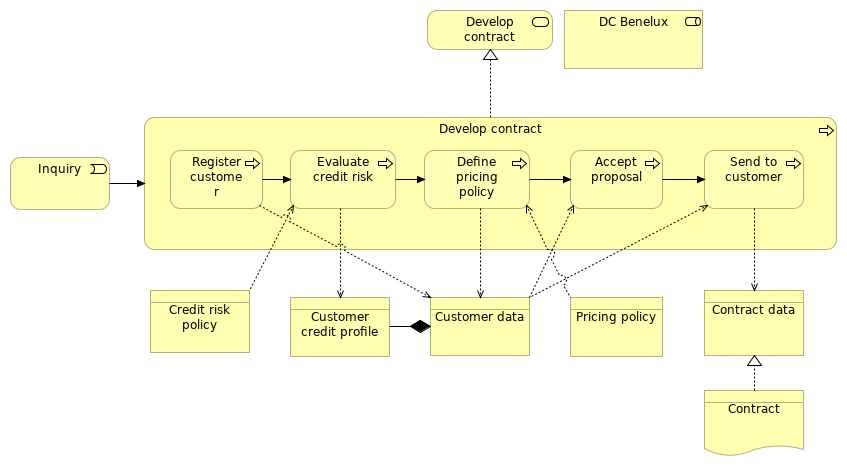 Develop
contract
DC Benelux
Develop contract
Inquiry
Register
custome
r
Evaluate
credit risk
Define
pricing
policy
Accept
proposal
Send to
customer
Credit risk
policy
Customer
credit profile
Customer data
Pricing policy
Contract data
Contract